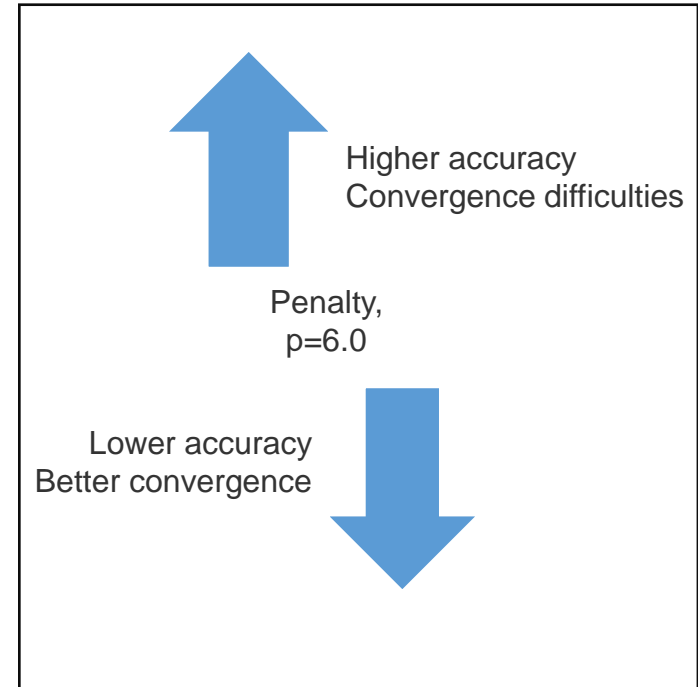 Higher accuracy
Convergence difficulties
Penalty,
p=6.0
Lower accuracy
Better convergence